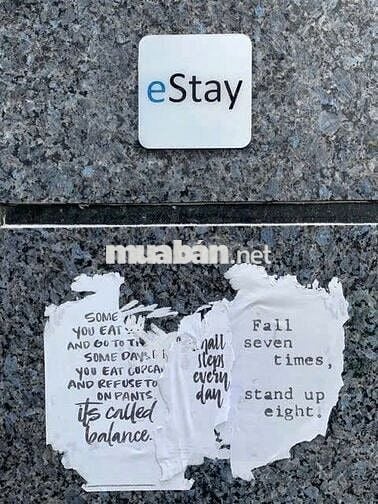 eStay
muaban.net
SOME
YOU EAT
AND GO TO TH
SOME DAYS
YOU EAT CUPCA
AND REFUSE TO
ON PANTS
it's called
balance.
mall
steps
every
day
Fall
seven
times,
stand up
eight.